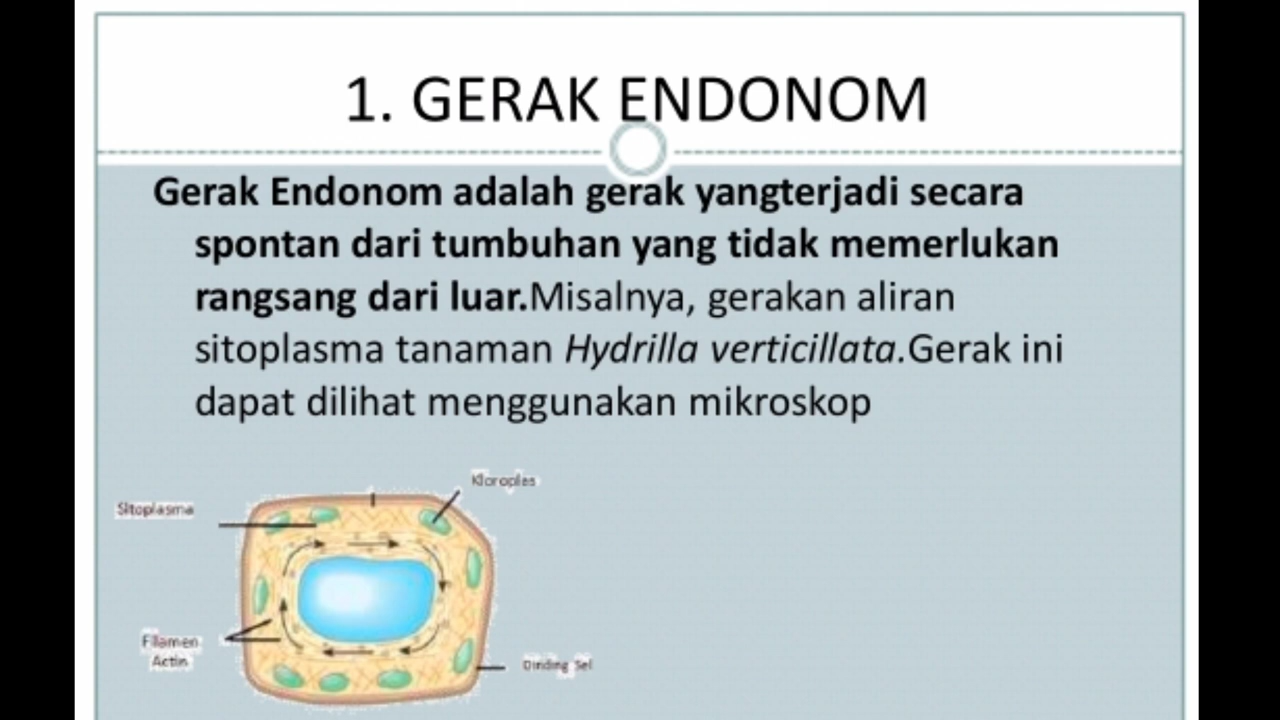 1. GERAK ENDONOM
Gerak Endonom adalah gerak yangterjadi secara
spontan dari tumbuhan yang tidak memerlukan
rangsang dari luar.Misalnya, gerakan aliran
sitoplasma tanaman Hydrilla verticillata.Gerak ini
dapat dilihat menggunakan mikroskop
Kloroplas
Sitoplasma
Filamen
Actin
Dinding Sel